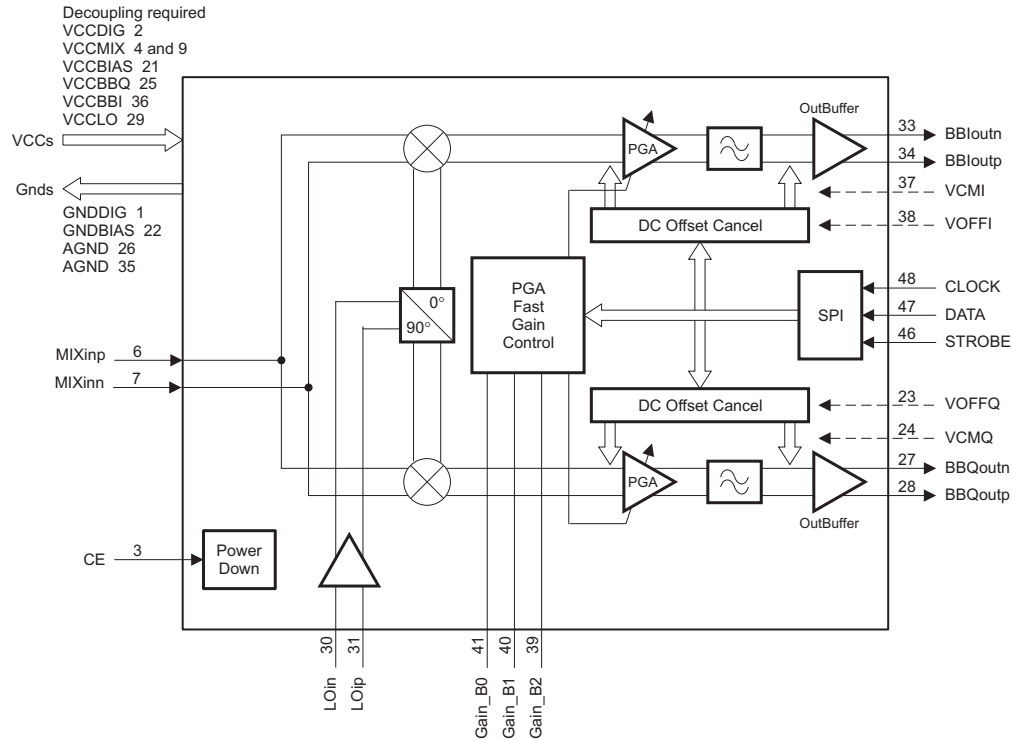 Decoupling required
VCCDIG 2
VCCMIX 4 and 9
VCCBIAS 21
VCCBBQ 25
VCCBBI 36
VCCLO 29
VCCs
Gnds
GNDDIG 1
GNDBIAS 22
AGND 26
AGND 35
OutBuffer
PGA
33 BBIoutn
34 BBIoutp
37 VCMI
DC Offset Cancel
38 VOFFI
PGA
Fast
Gain
Control
0°
90°
SPI
48 CLOCK
47 DATA
46 STROBE
MIXinp 6
MIXinn 7
DC Offset Cancel
23 VOFFQ
24 VCMQ
PGA
27 BBQoutn
28 BBQoutp
OutBuffer
CE 3
Power
Down
30 LOin
31 LOip
41 Gain_B0
40 Gain_B1
39 Gain_B2